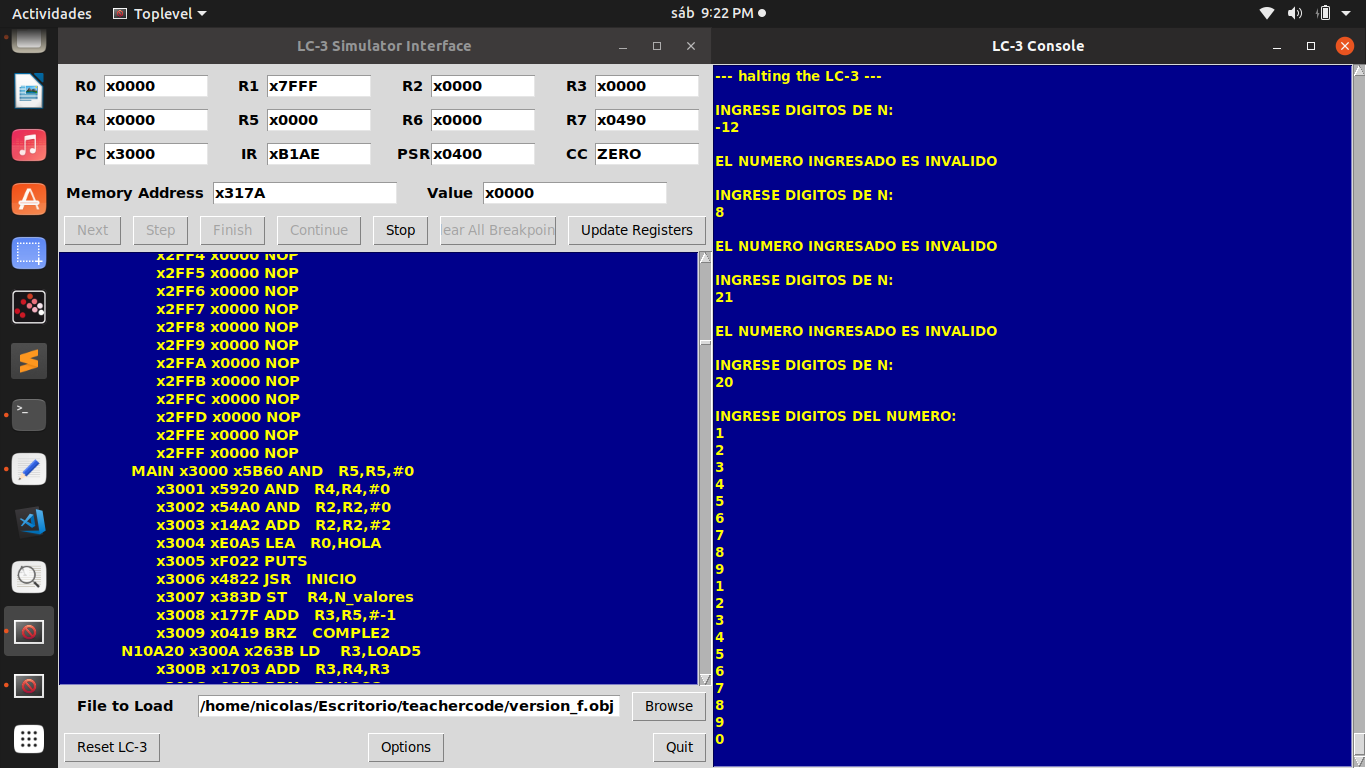 Actividades Toplevel sáb 9:22 PM
LC-3 Simulator Interface
R0 x0000 R1 x7FFF R2 x0000 R3 x0000
R4 x0000 R5 x0000 R6 x0000 R7 x0490
PC x3000 IR xB1AE PSR x0400 CC ZERO
Memory Address x317A Value x0000
Next Step Finish Continue Stop ear All Breakpoin Update Registers
x2FF4 x0000 NOP
x2FF5 x0000 NOP
x2FF6 x0000 NOP
x2FF7 x0000 NOP
x2FF8 x0000 NOP
x2FF9 x0000 NOP
x2FFA x0000 NOP
x2FFB x0000 NOP
x2FFC x0000 NOP
x2FFD x0000 NOP
x2FFE x0000 NOP
x2FFF x0000 NOP
MAIN x3000 x5B60 AND R5,R5,#0
x3001 x5920 AND R4,R4,#0
x3002 x54A0 AND R2,R2,#0
x3003 x14A2 ADD R2,R2,#2
x3004 xE0A5 LEA R0,HOLA
x3005 xF022 PUTS
x3006 x4822 JSR INICIO
x3007 x383D ST R4,N_valores
x3008 x177F ADD R3,R5,#-1
x3009 x0419 BRZ COMPLE2
N10A20 x300A x263B LD R3,LOAD5
x300B x1703 ADD R3,R4,R3
File to Load /home/nicolas/Escritorio/teachercode/version_f.obj Browse
Reset LC-3 Options Quit
LC-3 Console
--- halting the LC-3 ---
INGRESE DIGITOS DE N:
-12
EL NUMERO INGRESADO ES INVALIDO
INGRESE DIGITOS DE N:
8
EL NUMERO INGRESADO ES INVALIDO
INGRESE DIGITOS DE N:
21
EL NUMERO INGRESADO ES INVALIDO
INGRESE DIGITOS DE N:
20
INGRESE DIGITOS DEL NUMERO:
1
2
3
4
5
6
7
8
9
1
2
3
4
5
6
7
8
9
0